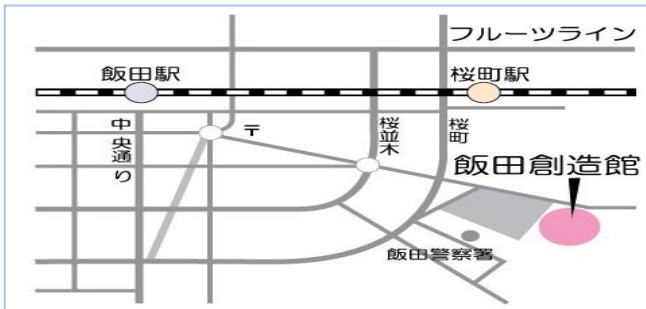 フルーツライン
飯田駅
桜町駅
中央通り
〒
桜並木
桜町
飯田創造館
飯田警察署